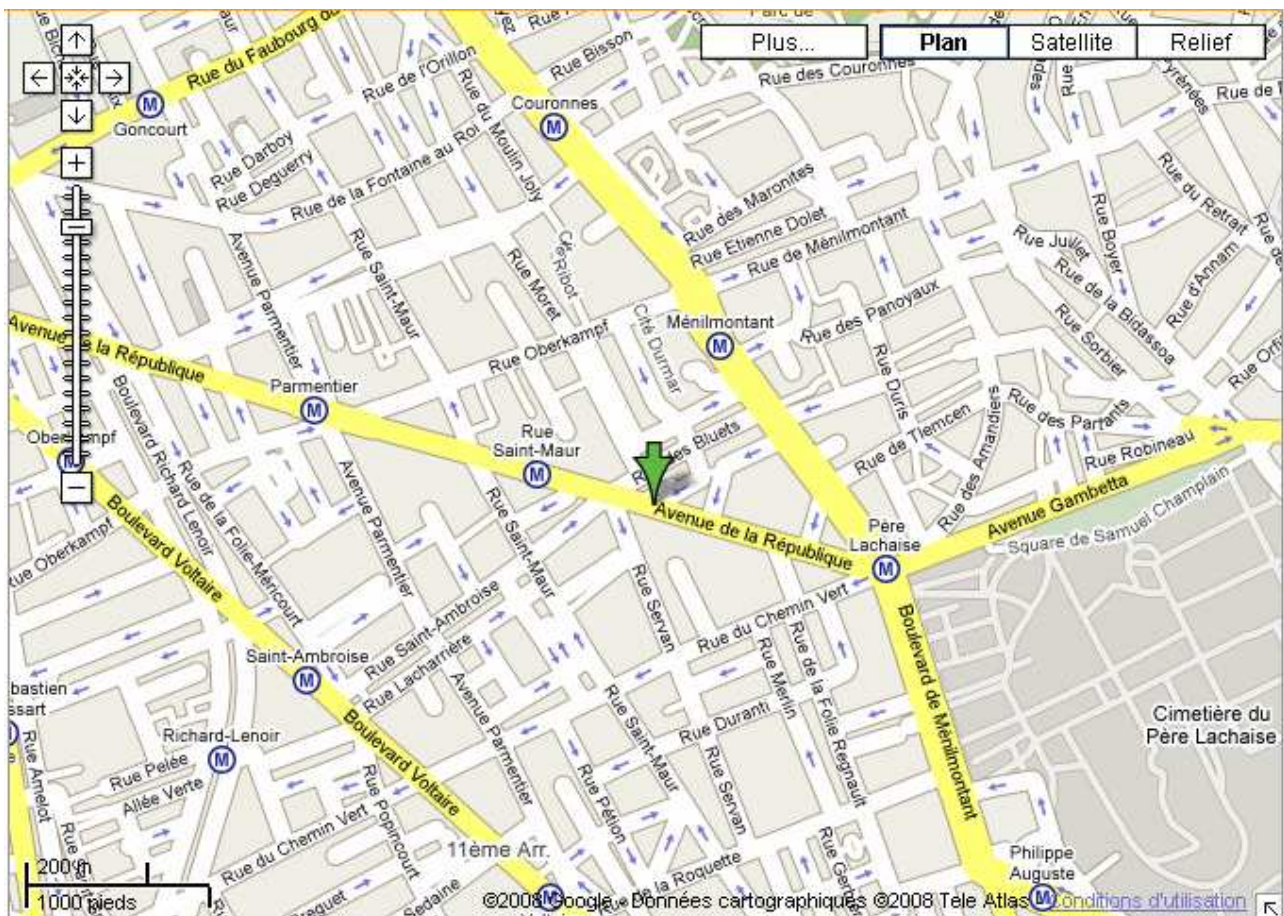 Plus...
Plan
Satellite
Relief
Rue du Faubourg du
Rue de l'Orillon
Rue Bisson
Rue des Couronnes
Couronnes
M
Goncourt
M
Rue Darboy
Rue Deguerry
Rue de la Fontaine au Roi
Rue du Moulin Joly
Rue des Maronites
Rue Etienne Dolet
Rue de Ménilmontant
Rue Juillet
Rue Boyer
Rue du Retrait
Rue d'Annam
Rue de la Bidassoa
Rue Sorbier
Avenue Parmentier
Rue Saint-Maur
Cité Ribot
Rue Moret
Cité Durmar
Rue Oberkampf
Ménilmontant
M
Rue des Panoyaux
Rue Duris
Avenue de la République
Parmentier
M
Rue
Saint-Maur
M
Oberkampf
M
Rue de Tlemcen
Rue des Amandiers
Rue des Partants
Rue Robineau
Avenue Gambetta
Square de Samuel Champlain
Avenue de la République
Père
Lachaise
M
Boulevard Richard Lenoir
Rue de la Folie-Méricourt
Avenue Parmentier
Rue Saint-Maur
Rue Oberkampf
Boulevard Voltaire
Rue Saint-Ambroise
Rue Lacharrière
Rue Servan
Rue du Chemin Vert
Rue Merlin
Rue de la Folie Regnault
Boulevard de Ménilmontant
Saint-Ambroise
M
Richard-Lenoir
M
Rue Pelée
Allée Verte
Rue Amelot
Boulevard Voltaire
Avenue Parmentier
Rue Duranti
Rue Saint-Maur
Rue Servan
Cimetière du
Père Lachaise
Rue du Chemin Vert
Rue Popincourt
Rue Pétion
11ème Arr.
M
de la Roquette
Philippe
Auguste
M
200 m
1000 pieds
©2008 Google - Données cartographiques ©2008 Tele Atlas
Conditions d'utilisation